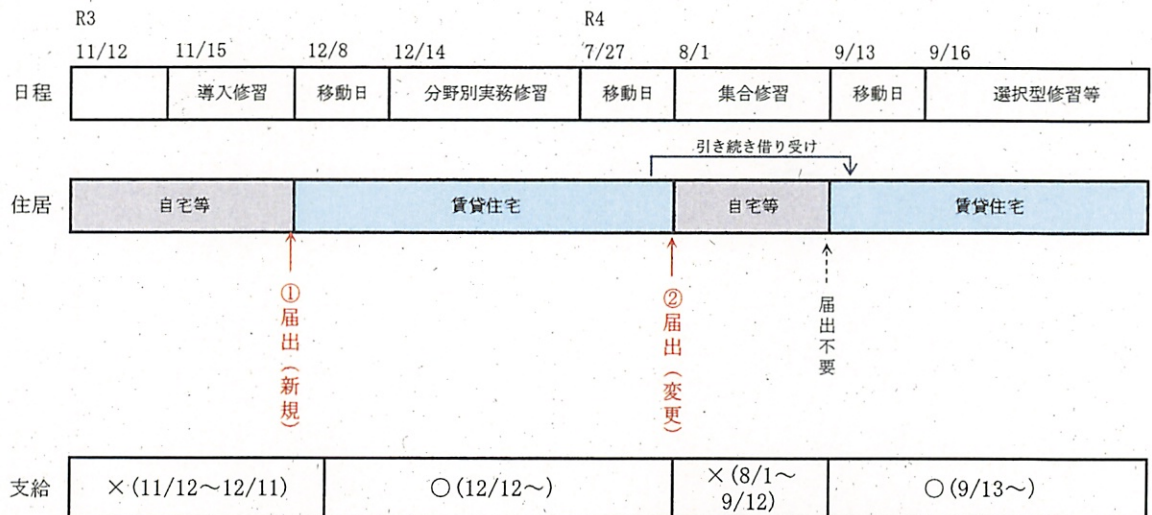 R3 R4
11/12 11/15 12/8 12/14 7/27 8/1 9/13 9/16
日程 導入修習 移動日 分野別実務修習 移動日 集合修習 移動日 選択型修習等
引き続き借り受け
住居 自宅等 賃貸住宅 自宅等 賃貸住宅
①届出（新規）
②届出（変更）
届出不要
支給 ×(11/12～12/11) ○(12/12～) ×(8/1～ ○(9/13～)
9/12)